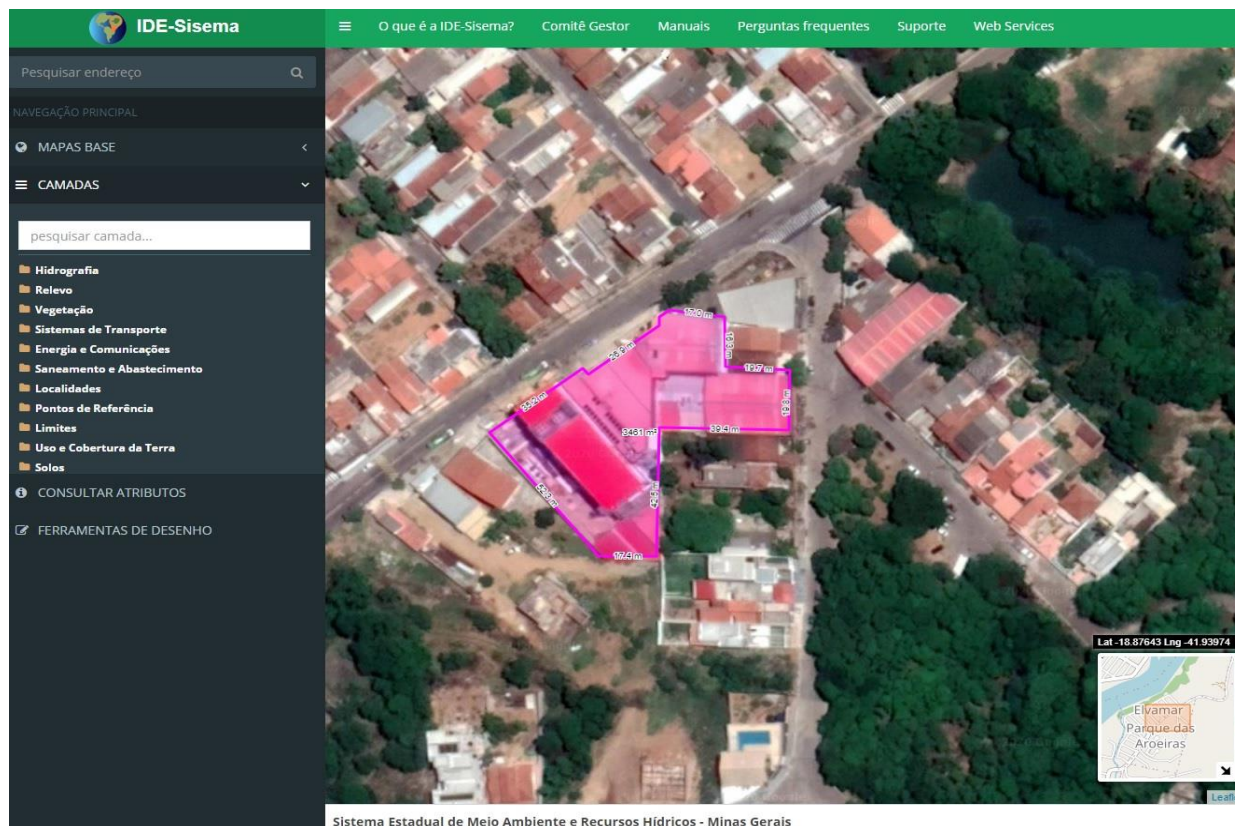 IDE-Sisema
O que é a IDE-Sisema?
Comitê Gestor
Manuais
Perguntas frequentes
Suporte
Web Services
Pesquisar endereço
NAVEGAÇÃO PRINCIPAL
MAPAS BASE
CAMADAS
pesquisar camada...
Hidrografia
Relevo
Vegetação
Sistemas de Transporte
Energia e Comunicações
Saneamento e Abastecimento
Localidades
Pontos de Referência
Limites
Uso e Cobertura da Terra
Solos
CONSULTAR ATRIBUTOS
FERRAMENTAS DE DESENHO
17.0 m
19.7 m
19.8 m
39.4 m
3461 m²
17.4 m
Lat -18.87643 Lng -41.93974
Elvamar
Parque das
Aroeiras
Leafl
Sistema Estadual de Meio Ambiente e Recursos Hídricos - Minas Gerais